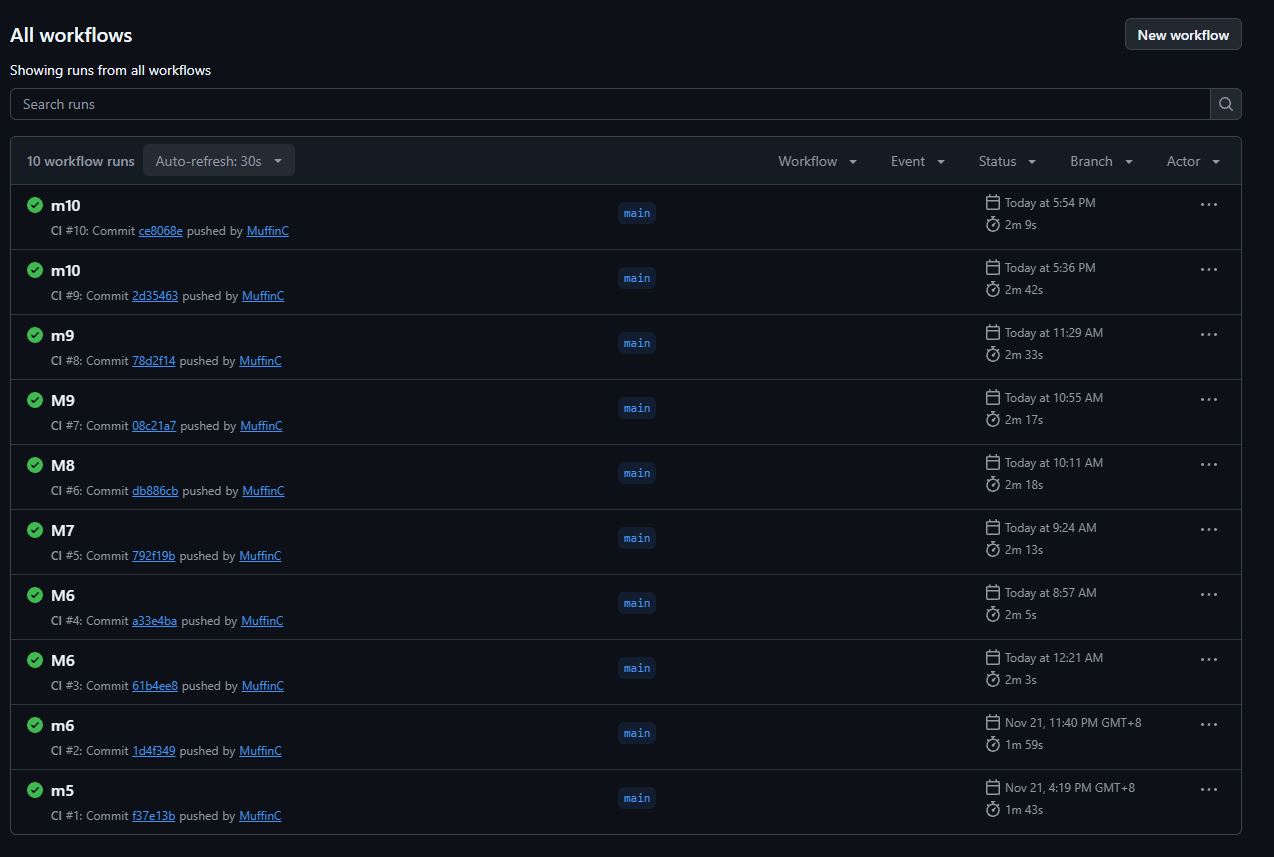 All workflows
New workflow
Showing runs from all workflows
Search runs
10 workflow runs Auto-refresh: 30s Workflow Event Status Branch Actor
m10 main Today at 5:54 PM
CI #10: Commit ce8068e pushed by MuffinC 2m 9s
m10 main Today at 5:36 PM
CI #9: Commit 2d35463 pushed by MuffinC 2m 42s
m9 main Today at 11:29 AM
CI #8: Commit 78d2f14 pushed by MuffinC 2m 33s
M9 main Today at 10:55 AM
CI #7: Commit 08c21a7 pushed by MuffinC 2m 17s
M8 main Today at 10:11 AM
CI #6: Commit db886cb pushed by MuffinC 2m 18s
M7 main Today at 9:24 AM
CI #5: Commit 792f19b pushed by MuffinC 2m 13s
M6 main Today at 8:57 AM
CI #4: Commit a33e4ba pushed by MuffinC 2m 5s
M6 main Today at 12:21 AM
CI #3: Commit 61b4ee8 pushed by MuffinC 2m 3s
m6 main Nov 21, 11:40 PM GMT+8
CI #2: Commit 1d4f349 pushed by MuffinC 1m 59s
m5 main Nov 21, 4:19 PM GMT+8
CI #1: Commit f37e13b pushed by MuffinC 1m 43s